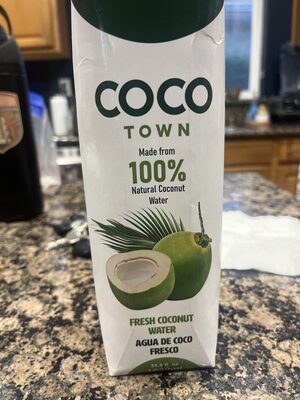 COCO
TOWN
Made from
100%
Natural Coconut
Water
FRESH COCONUT
WATER
AGUA DE COCO
FRESCO